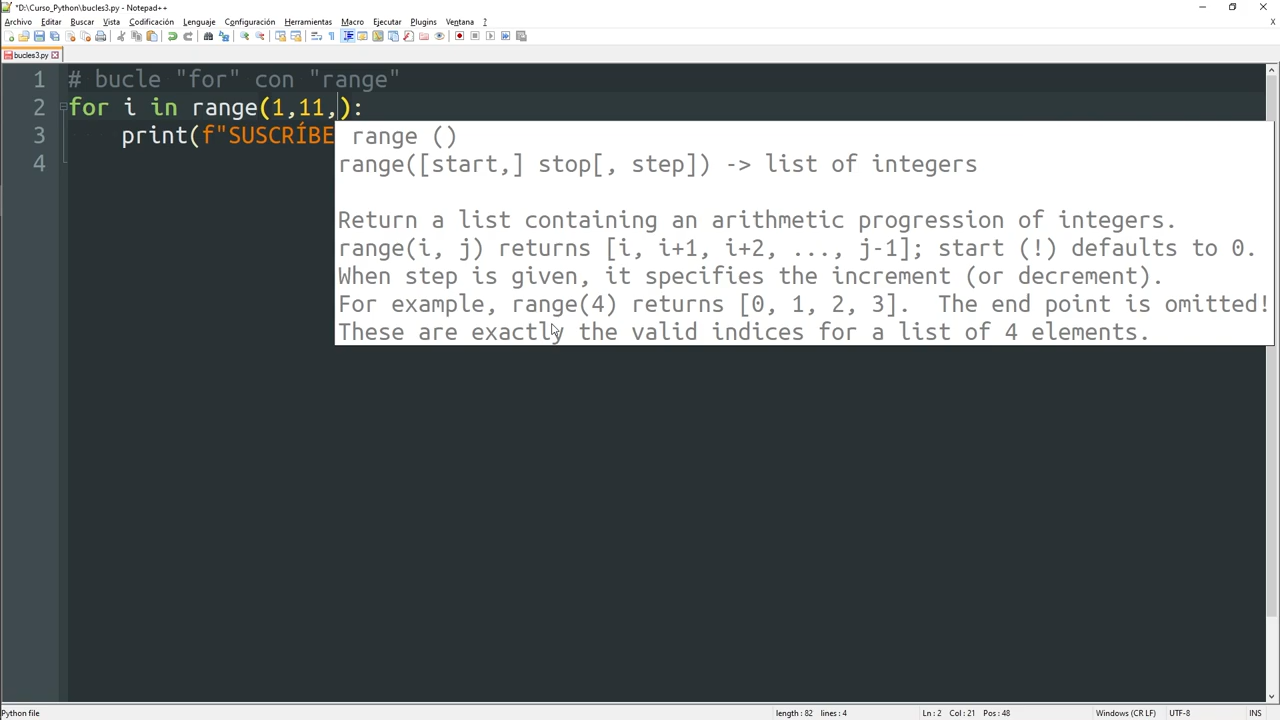 *D:\Curso_Python\bucles3.py - Notepad++
Archivo Editar Buscar Vista Codificación Lenguaje Configuración Herramientas Macro Ejecutar Plugins Ventana ? X
bucles3.py
1 # bucle "for" con "range"
2 for i in range(1,11,):
3 print(f"SUSCRÍBE
4
range ()
range([start,] stop[, step]) -> list of integers
Return a list containing an arithmetic progression of integers.
range(i, j) returns [i, i+1, i+2, ..., j-1]; start (!) defaults to 0.
When step is given, it specifies the increment (or decrement).
For example, range(4) returns [0, 1, 2, 3].  The end point is omitted!
These are exactly the valid indices for a list of 4 elements.
Python file length : 82 lines : 4 Ln : 2 Col : 21 Pos : 48 Windows (CR LF) UTF-8 INS